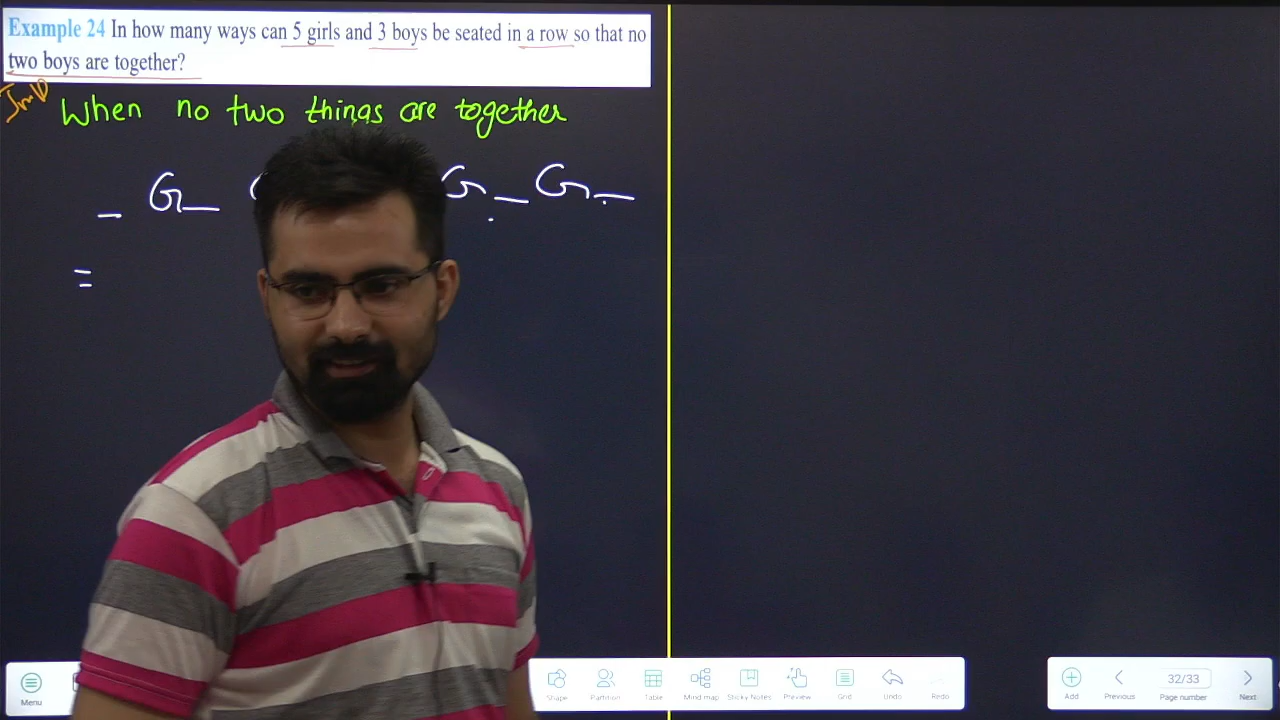 Example 24 In how many ways can 5 girls and 3 boys be seated in a row so that no
two boys are together?
Imp When no two things are together
_ G _ G _ G _
=
Menu Shape Partition Table Mind map Sticky Notes Preview Grid Undo Redo Add Previous 32/33 Page number Next